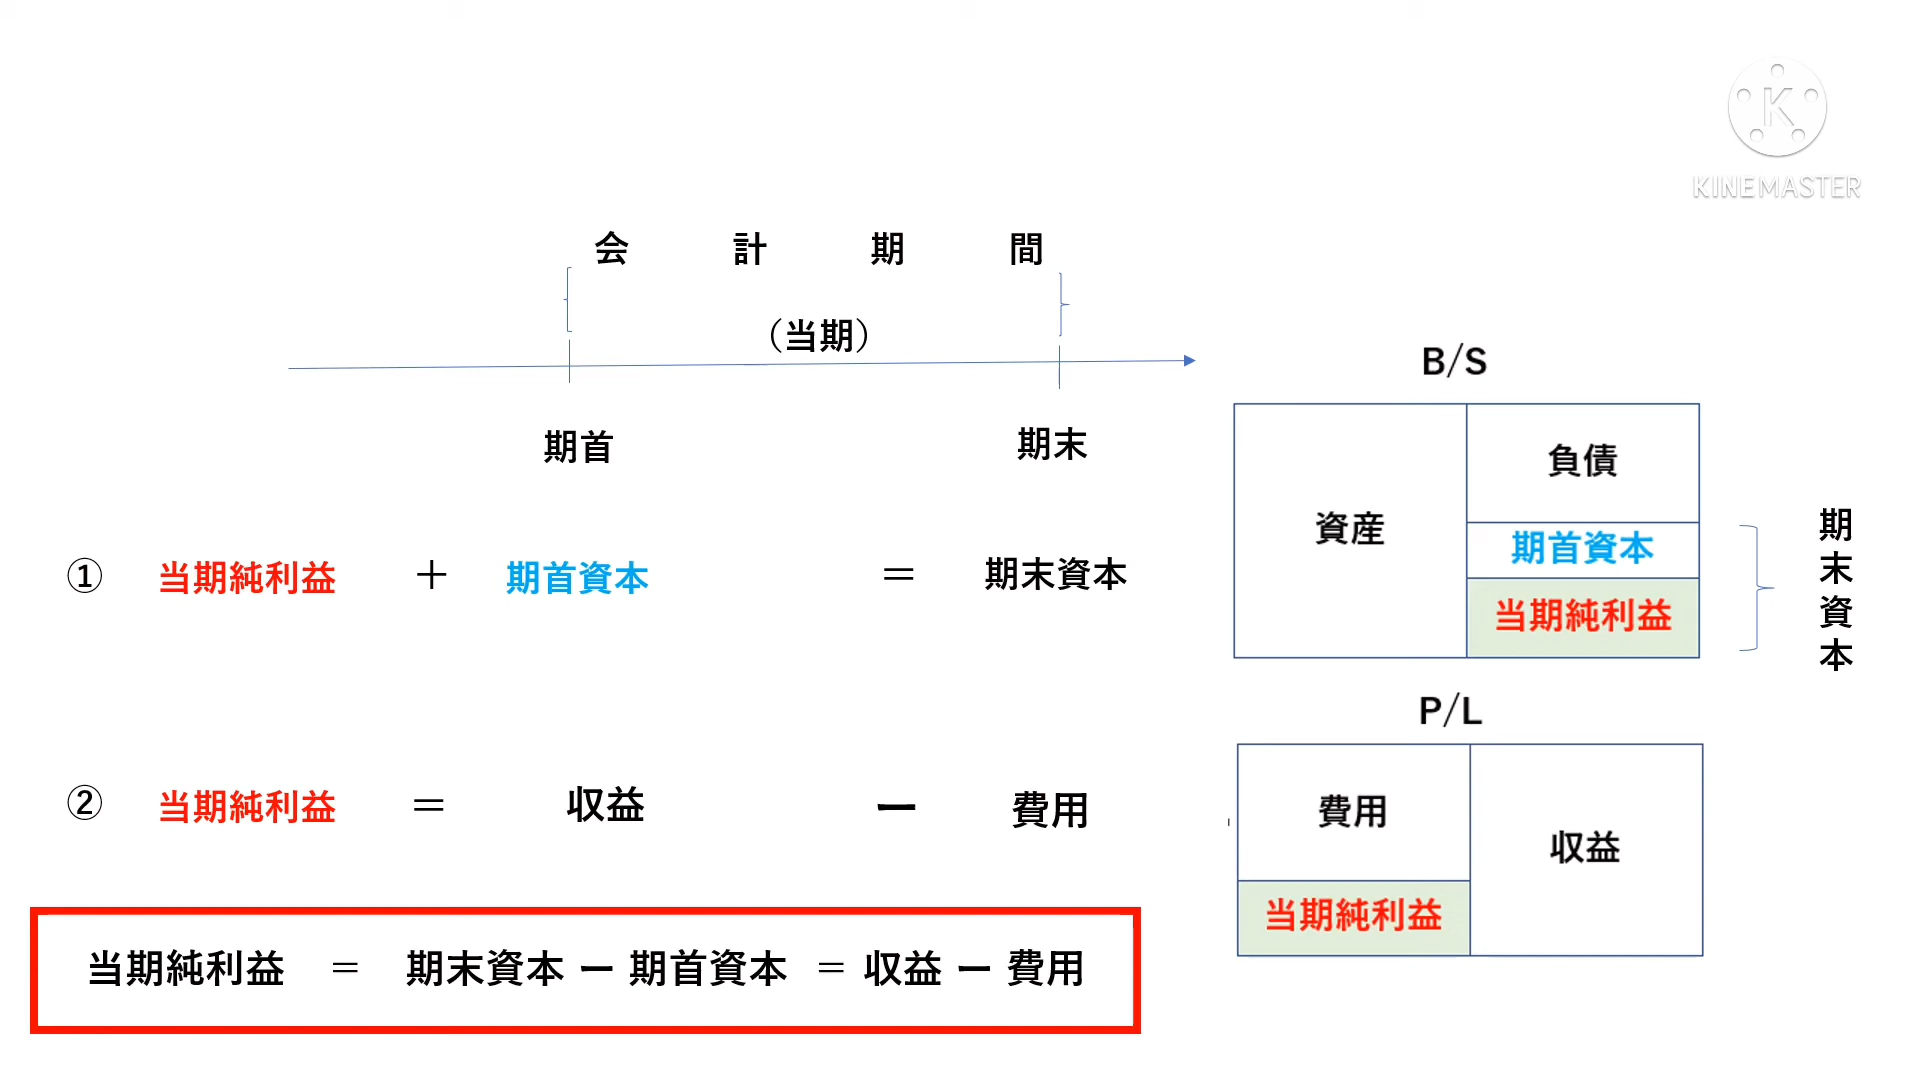 KINEMASTER
会計期間
（当期）
期首
期末
① 当期純利益 ＋ 期首資本 ＝ 期末資本
② 当期純利益 ＝ 収益 ー 費用
当期純利益 ＝ 期末資本 ー 期首資本 ＝ 収益 ー 費用
B/S
資産
負債
期首資本
当期純利益
期末資本
P/L
費用
当期純利益
収益